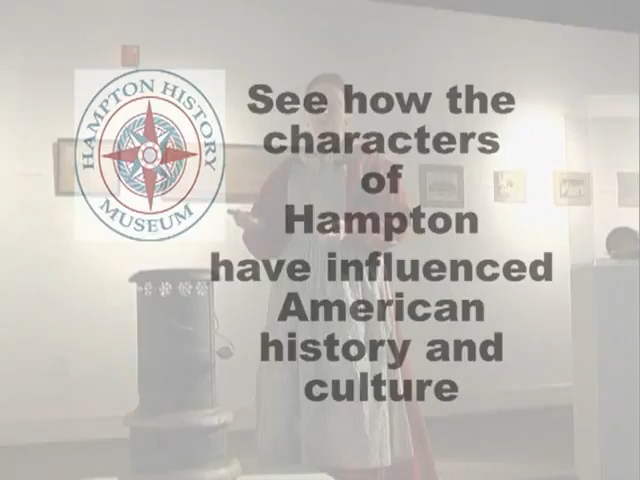 HAMPTON HISTORY
MUSEUM
See how the
characters
of
Hampton
have influenced
American
history and
culture